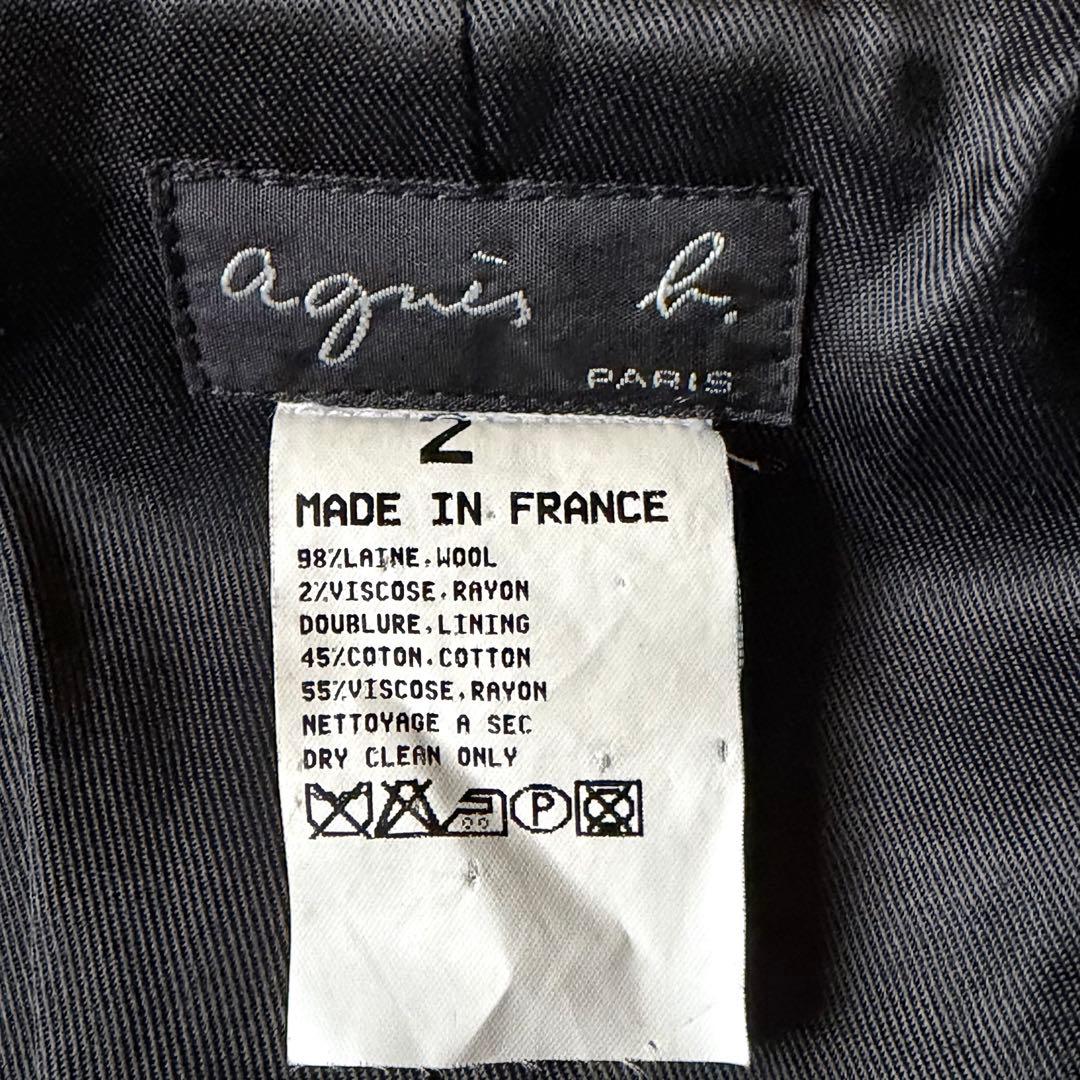 agnès b.
PARIS
2
MADE IN FRANCE
98%LAINE.WOOL
2%VISCOSE.RAYON
DOUBLURE.LINING
45%COTON.COTTON
55%VISCOSE.RAYON
NETTOYAGE A SEC
DRY CLEAN ONLY
P